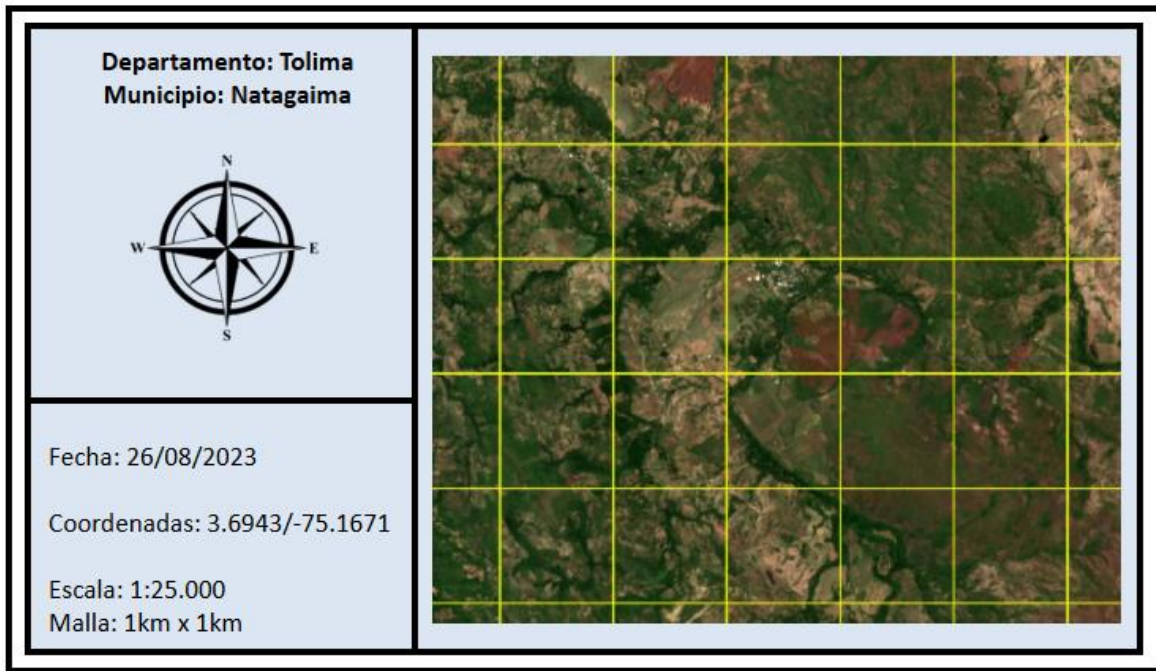 Departamento: Tolima
Municipio: Natagaima
N
W
E
S
Fecha: 26/08/2023
Coordenadas: 3.6943/-75.1671
Escala: 1:25.000
Malla: 1km x 1km